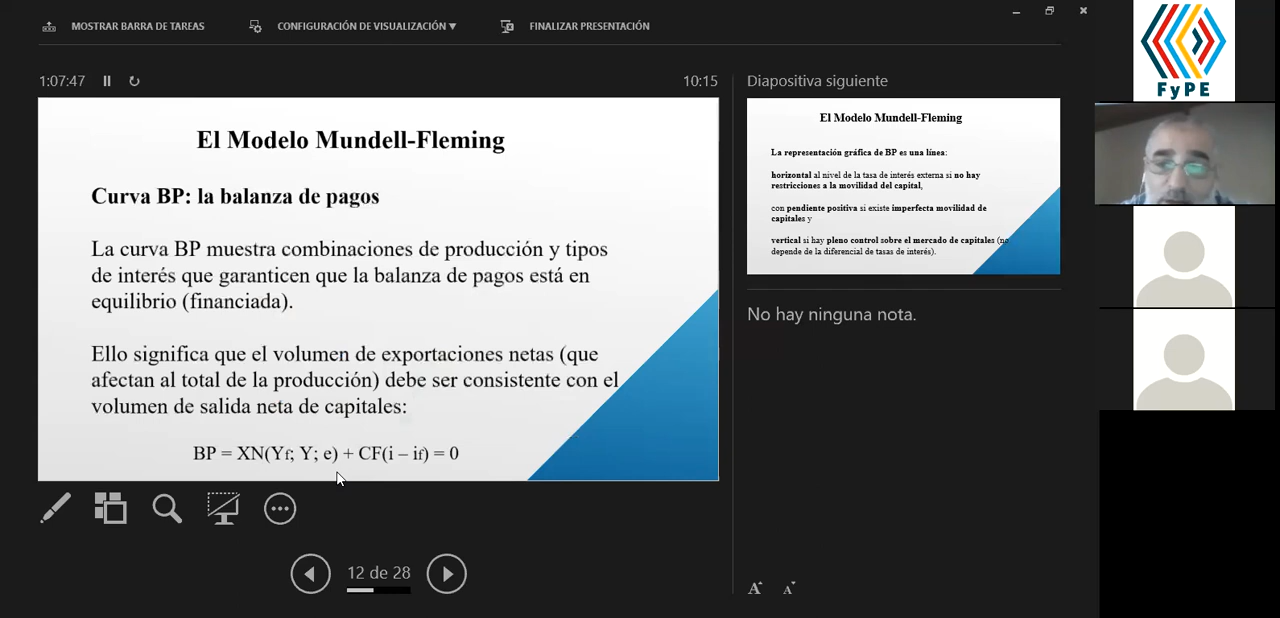 MOSTRAR BARRA DE TAREAS
CONFIGURACIÓN DE VISUALIZACIÓN ▼
FINALIZAR PRESENTACIÓN
1:07:47
10:15
El Modelo Mundell-Fleming
Curva BP: la balanza de pagos
La curva BP muestra combinaciones de producción y tipos
de interés que garanticen que la balanza de pagos está en
equilibrio (financiada).
Ello significa que el volumen de exportaciones netas (que
afectan al total de la producción) debe ser consistente con el
volumen de salida neta de capitales:
BP = XN(Yf; Y; e) + CF(i – if) = 0
12 de 28
Diapositiva siguiente
El Modelo Mundell-Fleming
La representación gráfica de BP es una línea:
horizontal al nivel de la tasa de interés externa si no hay
restricciones a la movilidad del capital,
con pendiente positiva si existe imperfecta movilidad de
capitales y
vertical si hay pleno control sobre el mercado de capitales (no
depende de la diferencial de tasas de interés).
No hay ninguna nota.
A A
FyPE